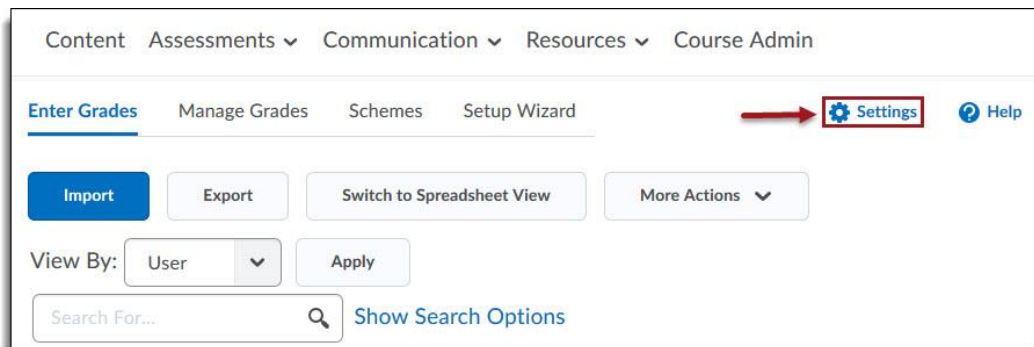 Content Assessments Communication Resources Course Admin
Enter Grades Manage Grades Schemes Setup Wizard Settings Help
Import Export Switch to Spreadsheet View More Actions
View By: User Apply
Search For... Show Search Options